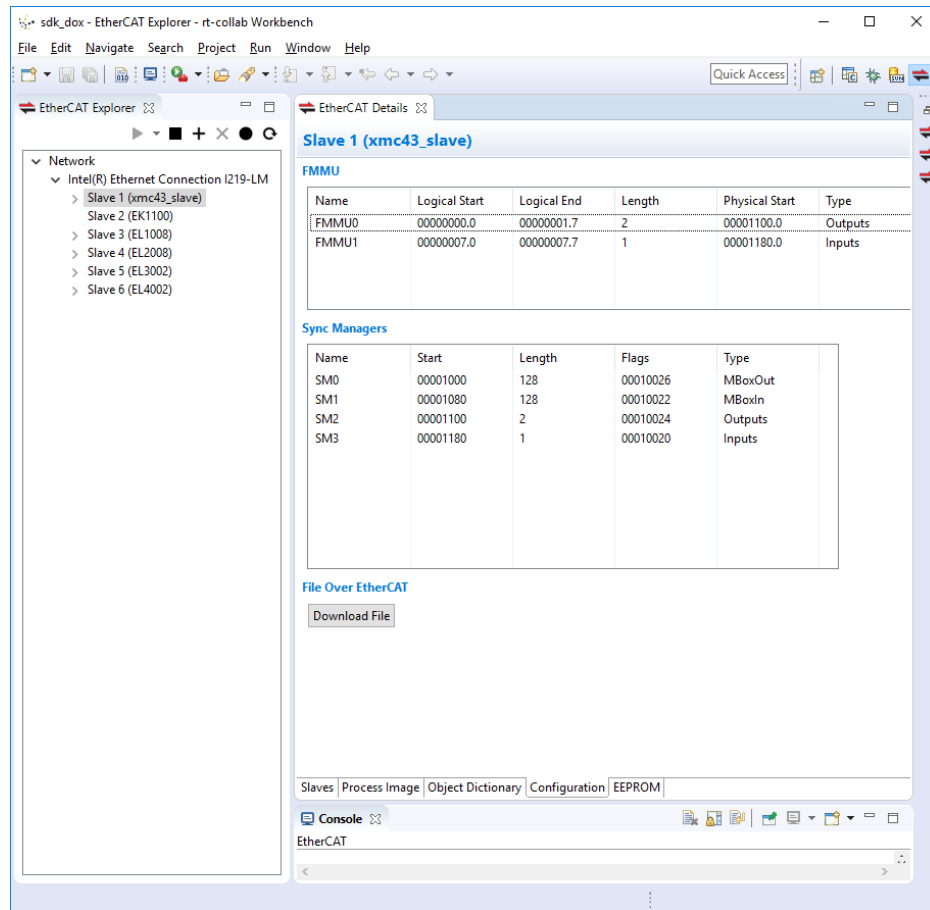 sdk_dox - EtherCAT Explorer - rt-collab Workbench
File Edit Navigate Search Project Run Window Help
010
Quick Access
SVN
EtherCAT Explorer
Network
Intel(R) Ethernet Connection I219-LM
Slave 1 (xmc43_slave)
Slave 2 (EK1100)
Slave 3 (EL1008)
Slave 4 (EL2008)
Slave 5 (EL3002)
Slave 6 (EL4002)
EtherCAT Details
Slave 1 (xmc43_slave)
FMMU
Name Logical Start Logical End Length Physical Start Type
FMMU0 00000000.0 00000001.7 2 00001100.0 Outputs
FMMU1 00000007.0 00000007.7 1 00001180.0 Inputs
Sync Managers
Name Start Length Flags Type
SM0 00001000 128 00010026 MBoxOut
SM1 00001080 128 00010022 MBoxIn
SM2 00001100 2 00010024 Outputs
SM3 00001180 1 00010020 Inputs
File Over EtherCAT
Download File
Slaves Process Image Object Dictionary Configuration EEPROM
Console
EtherCAT